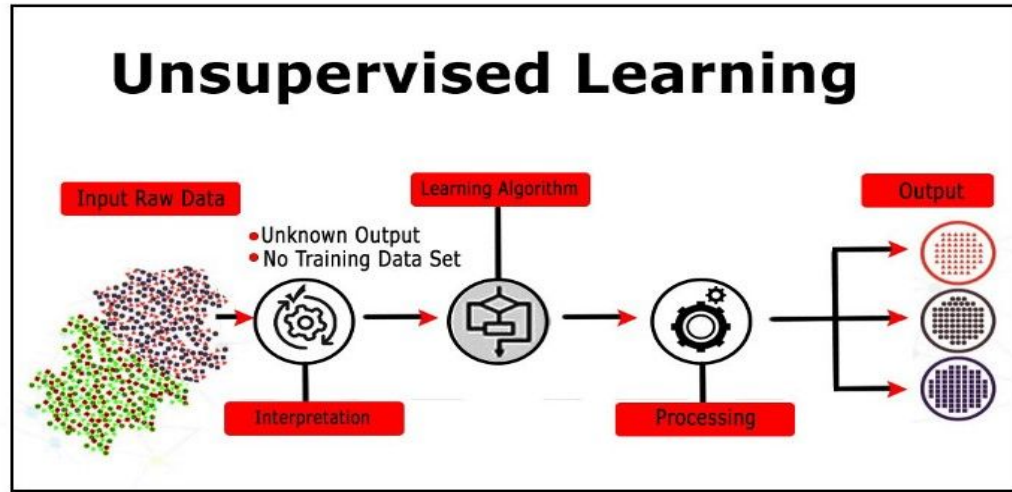 Unsupervised Learning
Input Raw Data
Learning Algorithm
Output
• Unknown Output
• No Training Data Set
Interpretation
Processing